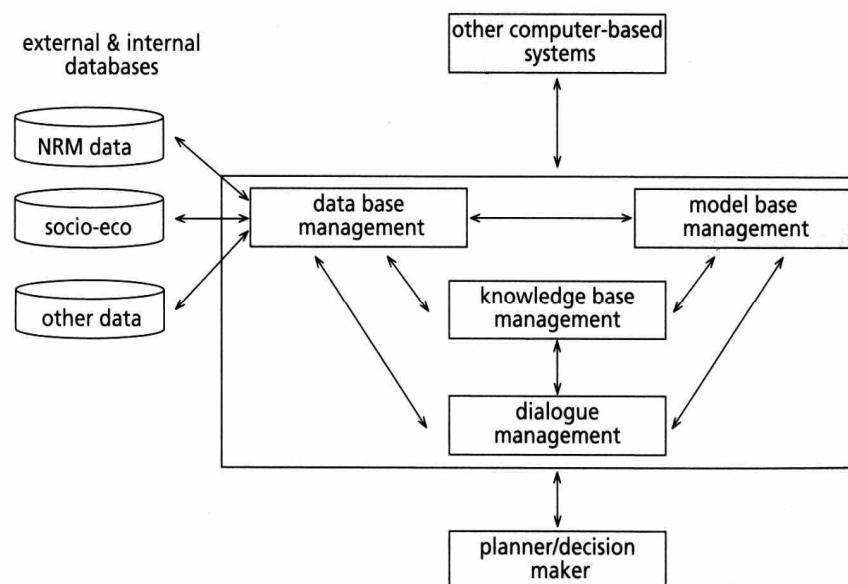 external & internal
databases
NRM data
socio-eco
other data
other computer-based
systems
data base
management
model base
management
knowledge base
management
dialogue
management
planner/decision
maker